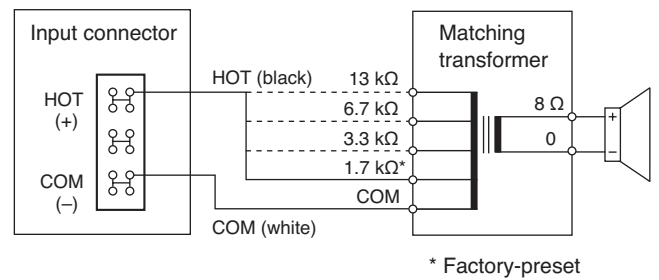 Input connector
HOT
(+)
COM
(–)
HOT (black)
COM (white)
Matching
transformer
13 kΩ
6.7 kΩ
3.3 kΩ
1.7 kΩ*
COM
8 Ω
0
+
–
* Factory-preset